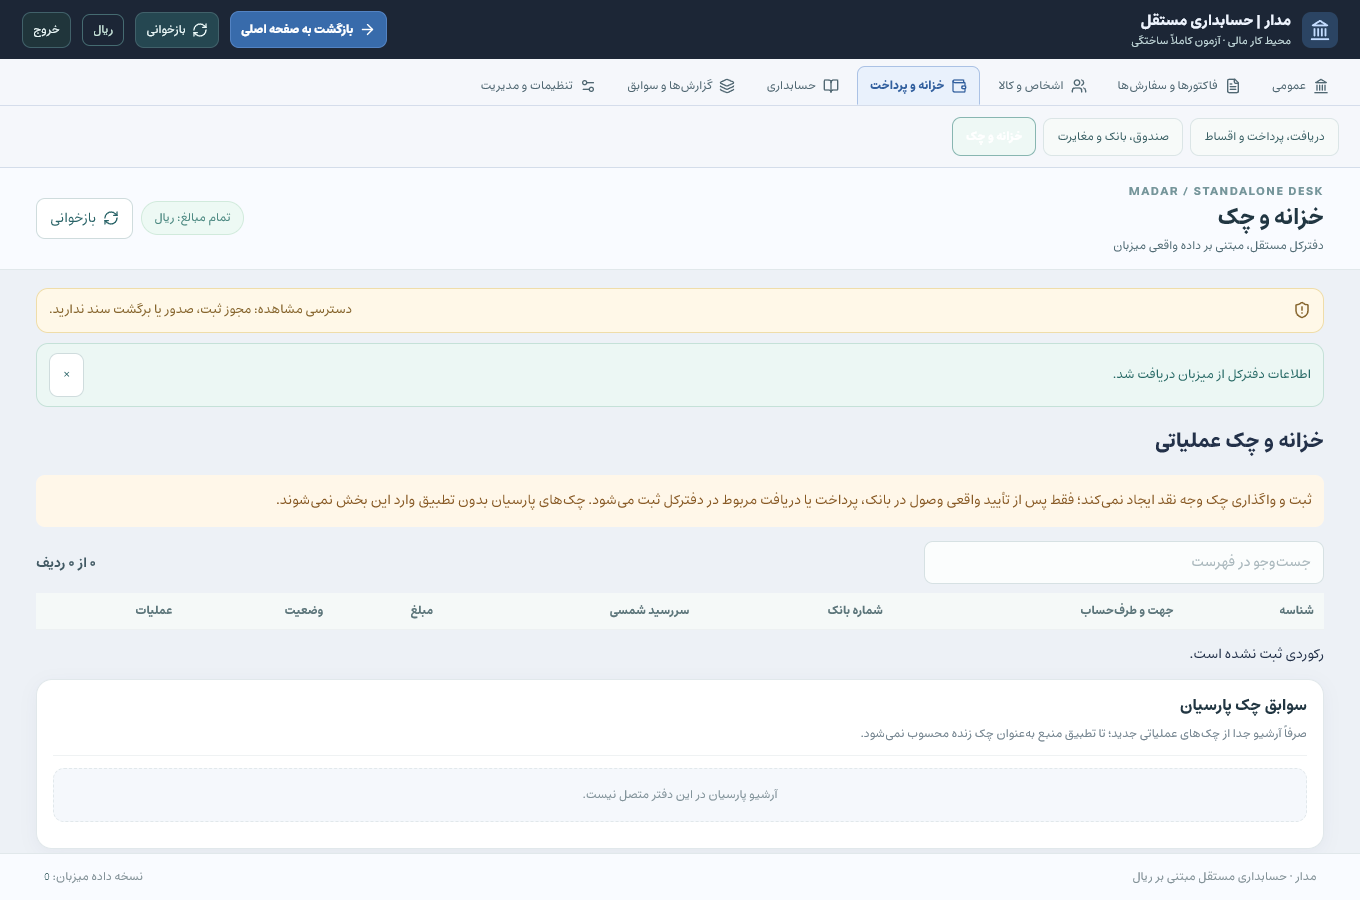 مدار | حسابداری مستقل
محیط کار مالی · آزمون کاملاً ساختگی
بازگشت به صفحه اصلی
بازخوانی
ریال
خروج
عمومی
فاکتورها و سفارش‌ها
اشخاص و کالا
خزانه و پرداخت
حسابداری
گزارش‌ها و سوابق
تنظیمات و مدیریت
دریافت، پرداخت و اقساط
صندوق، بانک و مغایرت
خزانه و چک
MADAR / STANDALONE DESK
خزانه و چک
دفترکل مستقل، مبتنی بر داده واقعی میزبان
تمام مبالغ: ریال
بازخوانی
دسترسی مشاهده: مجوز ثبت، صدور یا برگشت سند ندارید.
اطلاعات دفترکل از میزبان دریافت شد.
×
خزانه و چک عملیاتی
ثبت و واگذاری چک وجه نقد ایجاد نمی‌کند؛ فقط پس از تأیید واقعی وصول در بانک، پرداخت یا دریافت مربوط در دفترکل ثبت می‌شود. چک‌های پارسیان بدون تطبیق وارد این بخش نمی‌شوند.
جست‌وجو در فهرست
۰ از ۰ ردیف
شناسه
جهت و طرف‌حساب
شماره بانک
سررسید شمسی
مبلغ
وضعیت
عملیات
رکوردی ثبت نشده است.
سوابق چک پارسیان
صرفاً آرشیو جدا از چک‌های عملیاتی جدید؛ تا تطبیق منبع به‌عنوان چک زنده محسوب نمی‌شود.
آرشیو پارسیان در این دفتر متصل نیست.
مدار · حسابداری مستقل مبتنی بر ریال
نسخه داده میزبان: 0